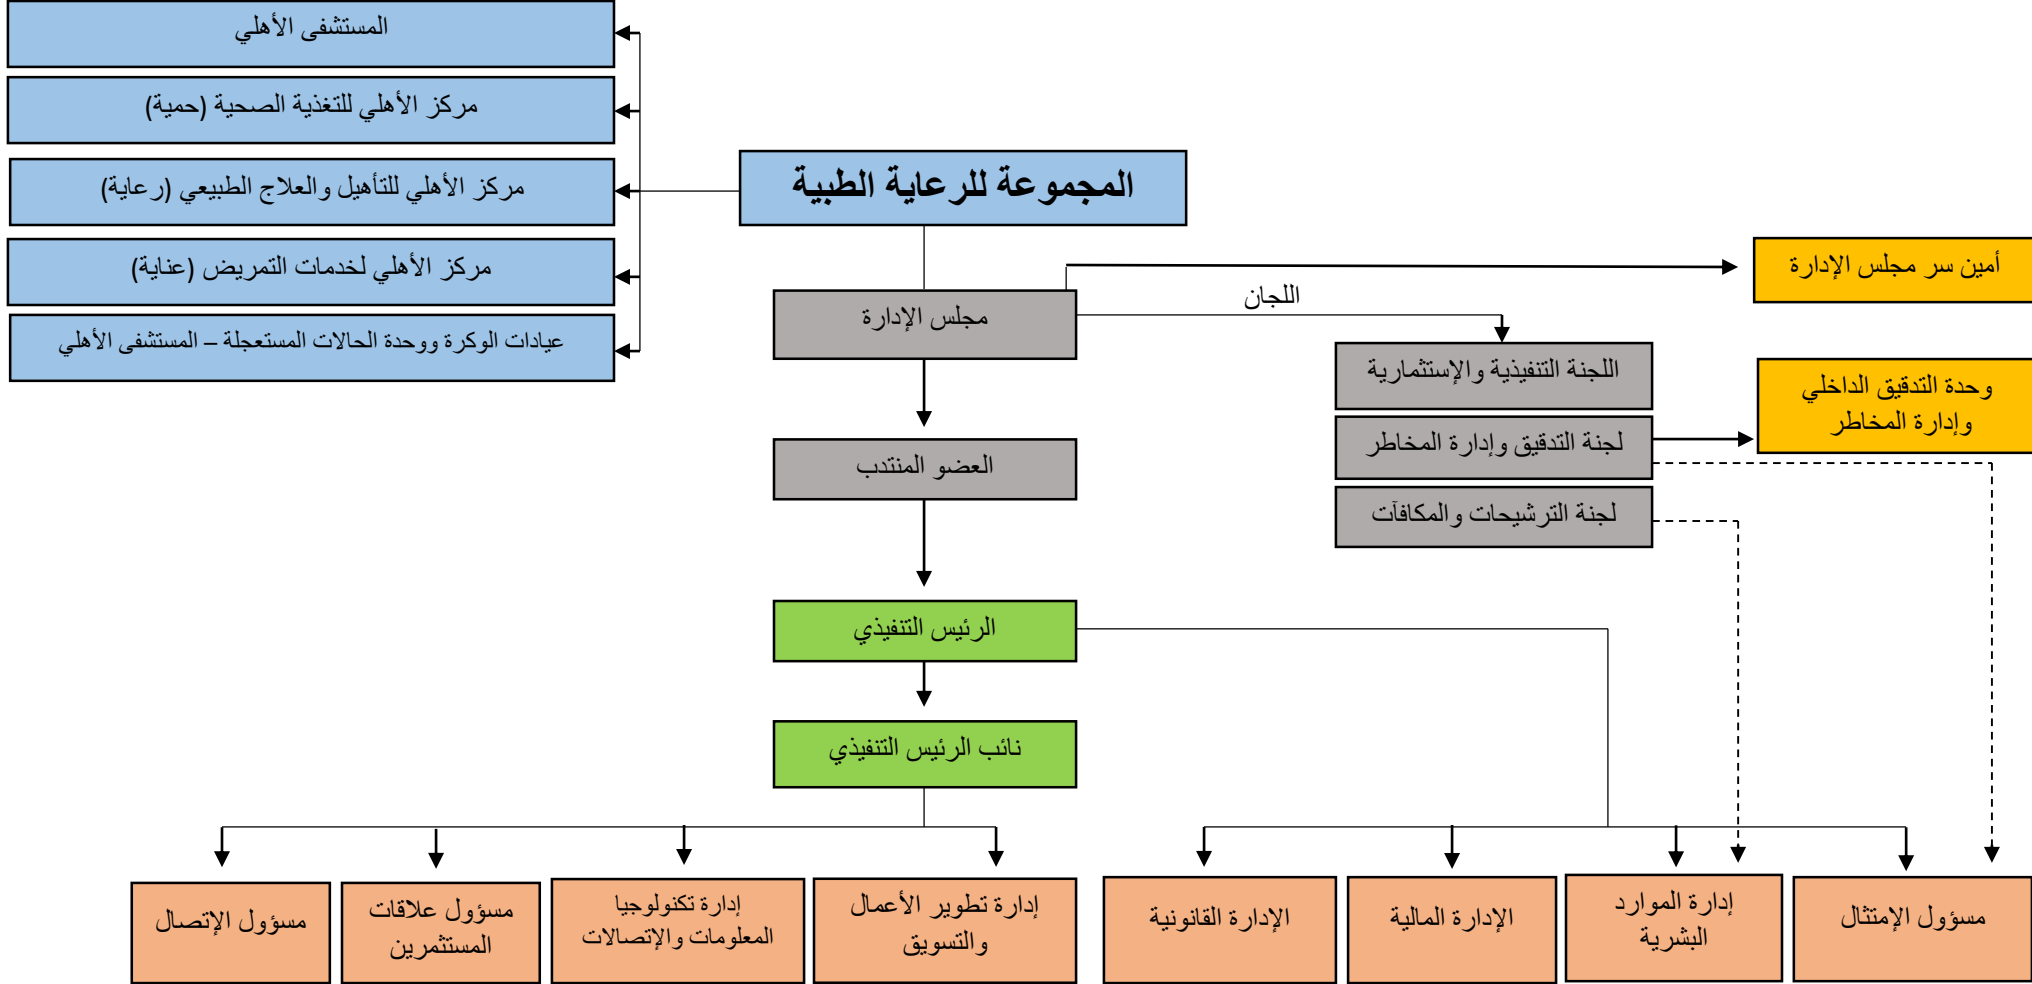 المستشفى الأهلي
مركز الأهلي للتغذية الصحية (حمية)
مركز الأهلي للتأهيل والعلاج الطبيعي (رعاية)
مركز الأهلي لخدمات التمريض (عناية)
عيادات الوكرة ووحدة الحالات المستعجلة – المستشفى الأهلي
المجموعة للرعاية الطبية
أمين سر مجلس الإدارة
مجلس الإدارة
اللجان
اللجنة التنفيذية والإستثمارية
لجنة التدقيق وإدارة المخاطر
لجنة الترشيحات والمكافآت
وحدة التدقيق الداخلي
وإدارة المخاطر
العضو المنتدب
الرئيس التنفيذي
نائب الرئيس التنفيذي
مسؤول الإمتثال
إدارة الموارد
البشرية
الإدارة المالية
الإدارة القانونية
إدارة تطوير الأعمال
والتسويق
إدارة تكنولوجيا
المعلومات والإتصالات
مسؤول علاقات
المستثمرين
مسؤول الإتصال